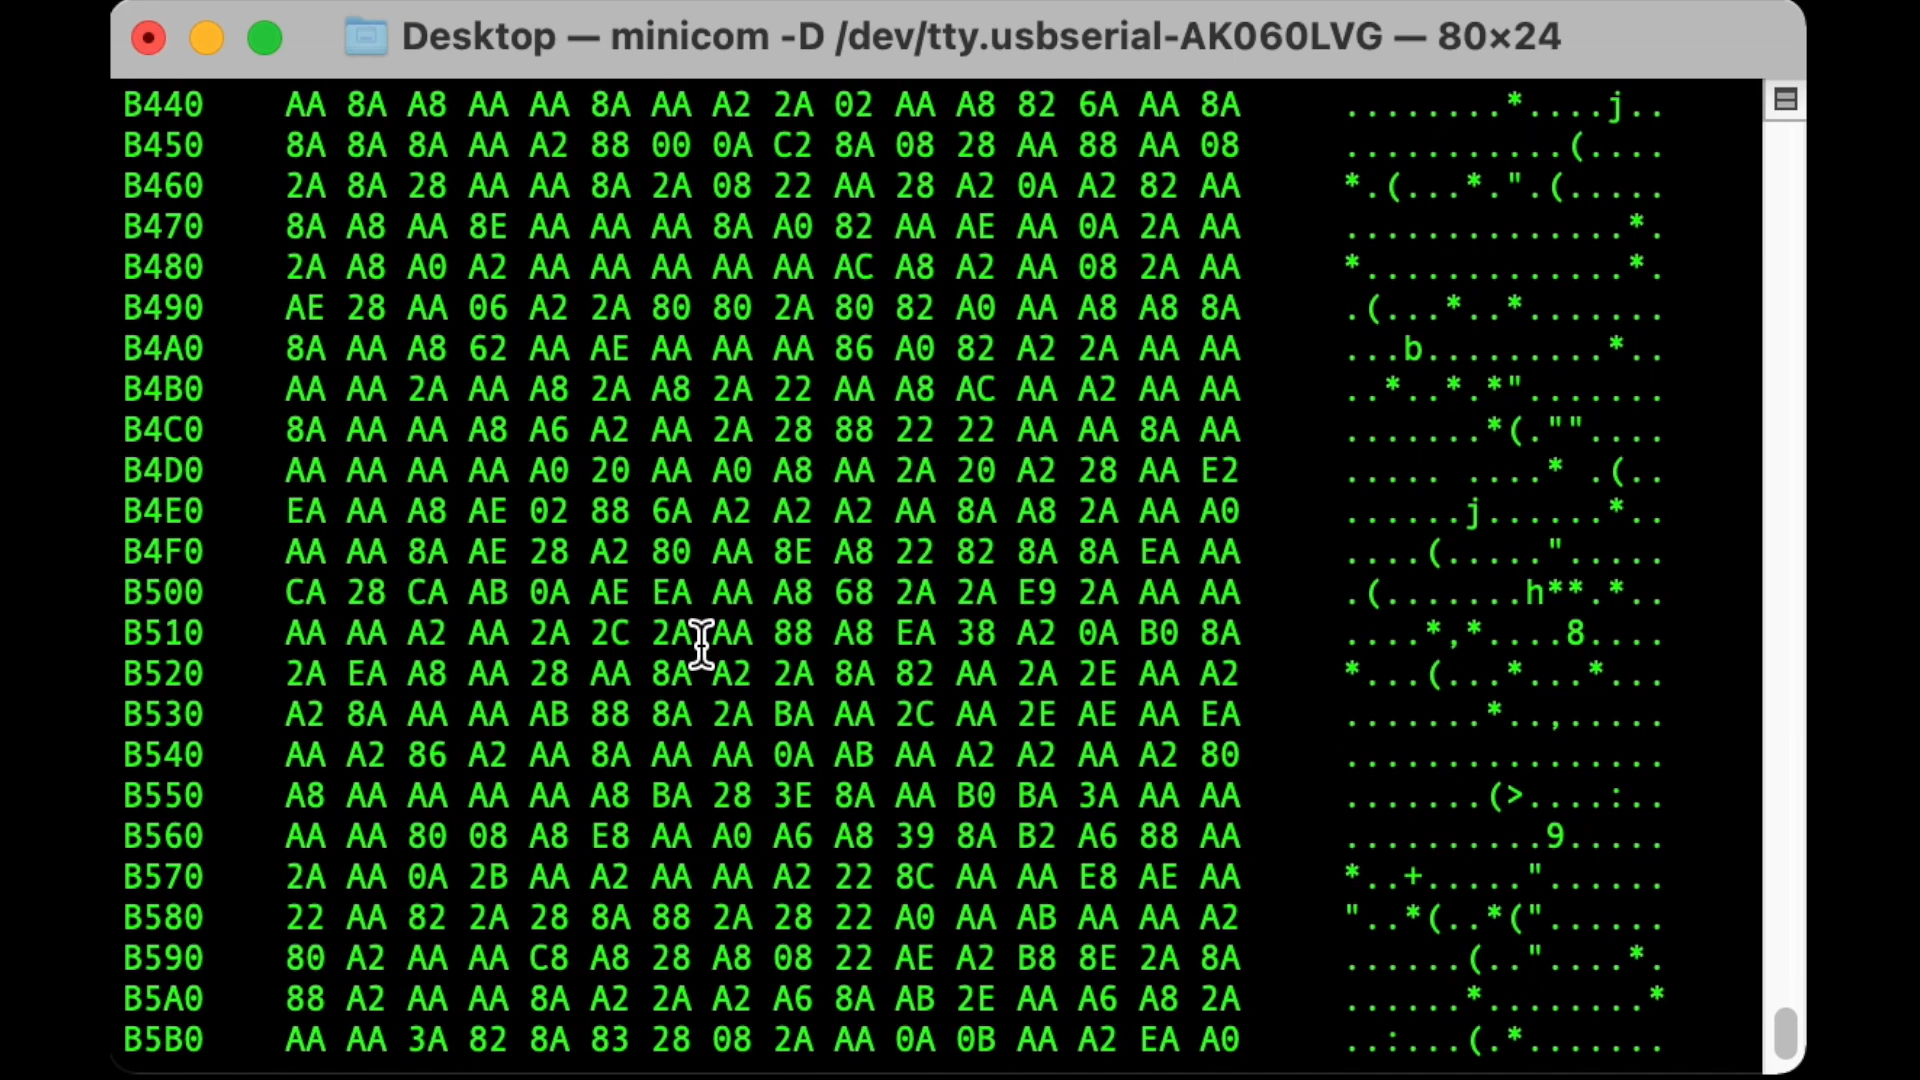 Desktop — minicom -D /dev/tty.usbserial-AK060LVG — 80×24
B440 AA 8A A8 AA AA 8A AA A2 2A 02 AA A8 82 6A AA 8A ........*....j..
B450 8A 8A 8A AA A2 88 00 0A C2 8A 08 28 AA 88 AA 08 ...........(....
B460 2A 8A 28 AA AA 8A 2A 08 22 AA 28 A2 0A A2 82 AA *.(...*.".(.....
B470 8A A8 AA 8E AA AA AA 8A A0 82 AA AE AA 0A 2A AA ..............*.
B480 2A A8 A0 A2 AA AA AA AA AA AC A8 A2 AA 08 2A AA *.............*.
B490 AE 28 AA 06 A2 2A 80 80 2A 80 82 A0 AA A8 A8 8A .(...*..*.......
B4A0 8A AA A8 62 AA AE AA AA AA 86 A0 82 A2 2A AA AA ...b.........*..
B4B0 AA AA 2A AA A8 2A A8 2A 22 AA A8 AC AA A2 AA AA ..*..*.*".......
B4C0 8A AA AA A8 A6 A2 AA 2A 28 88 22 22 AA AA 8A AA .......*(.""....
B4D0 AA AA AA AA A0 20 AA A0 A8 AA 2A 20 A2 28 AA E2 ..... ....* .(..
B4E0 EA AA A8 AE 02 88 6A A2 A2 A2 AA 8A A8 2A AA A0 ......j......*..
B4F0 AA AA 8A AE 28 A2 80 AA 8E A8 22 82 8A 8A EA AA ....(.....".....
B500 CA 28 CA AB 0A AE EA AA A8 68 2A 2A E9 2A AA AA .(.......h**.*..
B510 AA AA A2 AA 2A 2C 2A AA 88 A8 EA 38 A2 0A B0 8A ....*,*....8....
B520 2A EA A8 AA 28 AA 8A A2 2A 8A 82 AA 2A 2E AA A2 *...(...*...*...
B530 A2 8A AA AA AB 88 8A 2A BA AA 2C AA 2E AE AA EA .......*..,.....
B540 AA A2 86 A2 AA 8A AA AA 0A AB AA A2 A2 AA A2 80 ................
B550 A8 AA AA AA AA A8 BA 28 3E 8A AA B0 BA 3A AA AA .......(>....:..
B560 AA AA 80 08 A8 E8 AA A0 A6 A8 39 8A B2 A6 88 AA ..........9.....
B570 2A AA 0A 2B AA A2 AA AA A2 22 8C AA AA E8 AE AA *..+....."......
B580 22 AA 82 2A 28 8A 88 2A 28 22 A0 AA AB AA AA A2 "..*(..*("......
B590 80 A2 AA AA C8 A8 28 A8 08 22 AE A2 B8 8E 2A 8A ......(.."....*.
B5A0 88 A2 AA AA 8A A2 2A A2 A6 8A AB 2E AA A6 A8 2A ......*........*
B5B0 AA AA 3A 82 8A 83 28 08 2A AA 0A 0B AA A2 EA A0 ..:...(.*.......